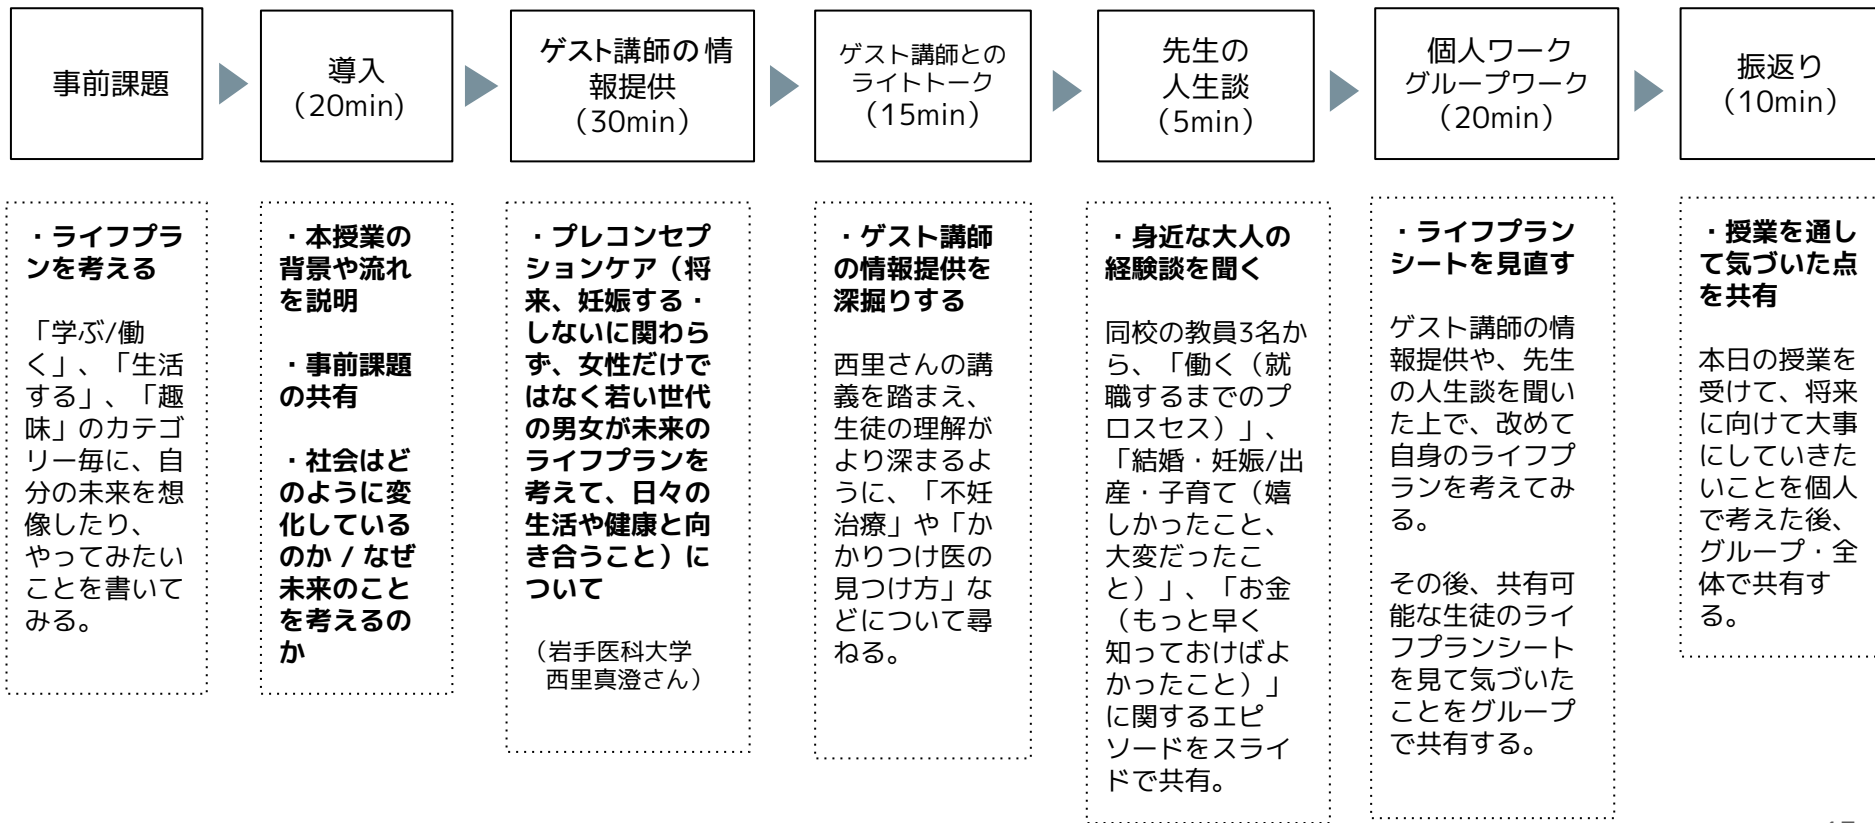 事前課題
導入
（20min)
ゲスト講師の情
報提供
（30min）
ゲスト講師との
ライトトーク
（15min）
先生の
人生談
（5min）
個人ワーク
グループワーク
（20min）
振返り
（10min）
・ライフプラ
ンを考える
「学ぶ/働
く」、「生活
する」、「趣
味」のカテゴ
リー毎に、自
分の未来を想
像したり、
やってみたい
ことを書いて
みる。
・本授業の
背景や流れ
を説明
・事前課題
の共有
・社会はど
のように変
化している
のか / なぜ
未来のこと
を考えるの
か
・プレコンセプ
ションケア（将
来、妊娠する・
しないに関わら
ず、女性だけで
はなく若い世代
の男女が未来の
ライフプランを
考えて、日々の
生活や健康と向
き合うこと）に
ついて
（岩手医科大学
西里真澄さん）
・ゲスト講師
の情報提供を
深掘りする
西里さんの講
義を踏まえ、
生徒の理解が
より深まるよ
うに、「不妊
治療」や「か
かりつけ医の
見つけ方」な
どについて尋
ねる。
・身近な大人の
経験談を聞く
同校の教員3名か
ら、「働く（就
職するまでのプ
ロスセス）」、
「結婚・妊娠/出
産・子育て（嬉
しかったこと、
大変だったこ
と）」、「お金
（もっと早く
知っておけばよ
かったこと）」
に関するエピ
ソードをスライ
ドで共有。
・ライフプラン
シートを見直す
ゲスト講師の情
報提供や、先生
の人生談を聞い
た上で、改めて
自身のライフプ
ランを考えてみ
る。
その後、共有可
能な生徒のライ
フプランシート
を見て気づいた
ことをグループ
で共有する。
・授業を通し
て気づいた点
を共有
本日の授業を
受けて、将来
に向けて大事
にしていきた
いことを個人
で考えた後、
グループ・全
体で共有す
る。